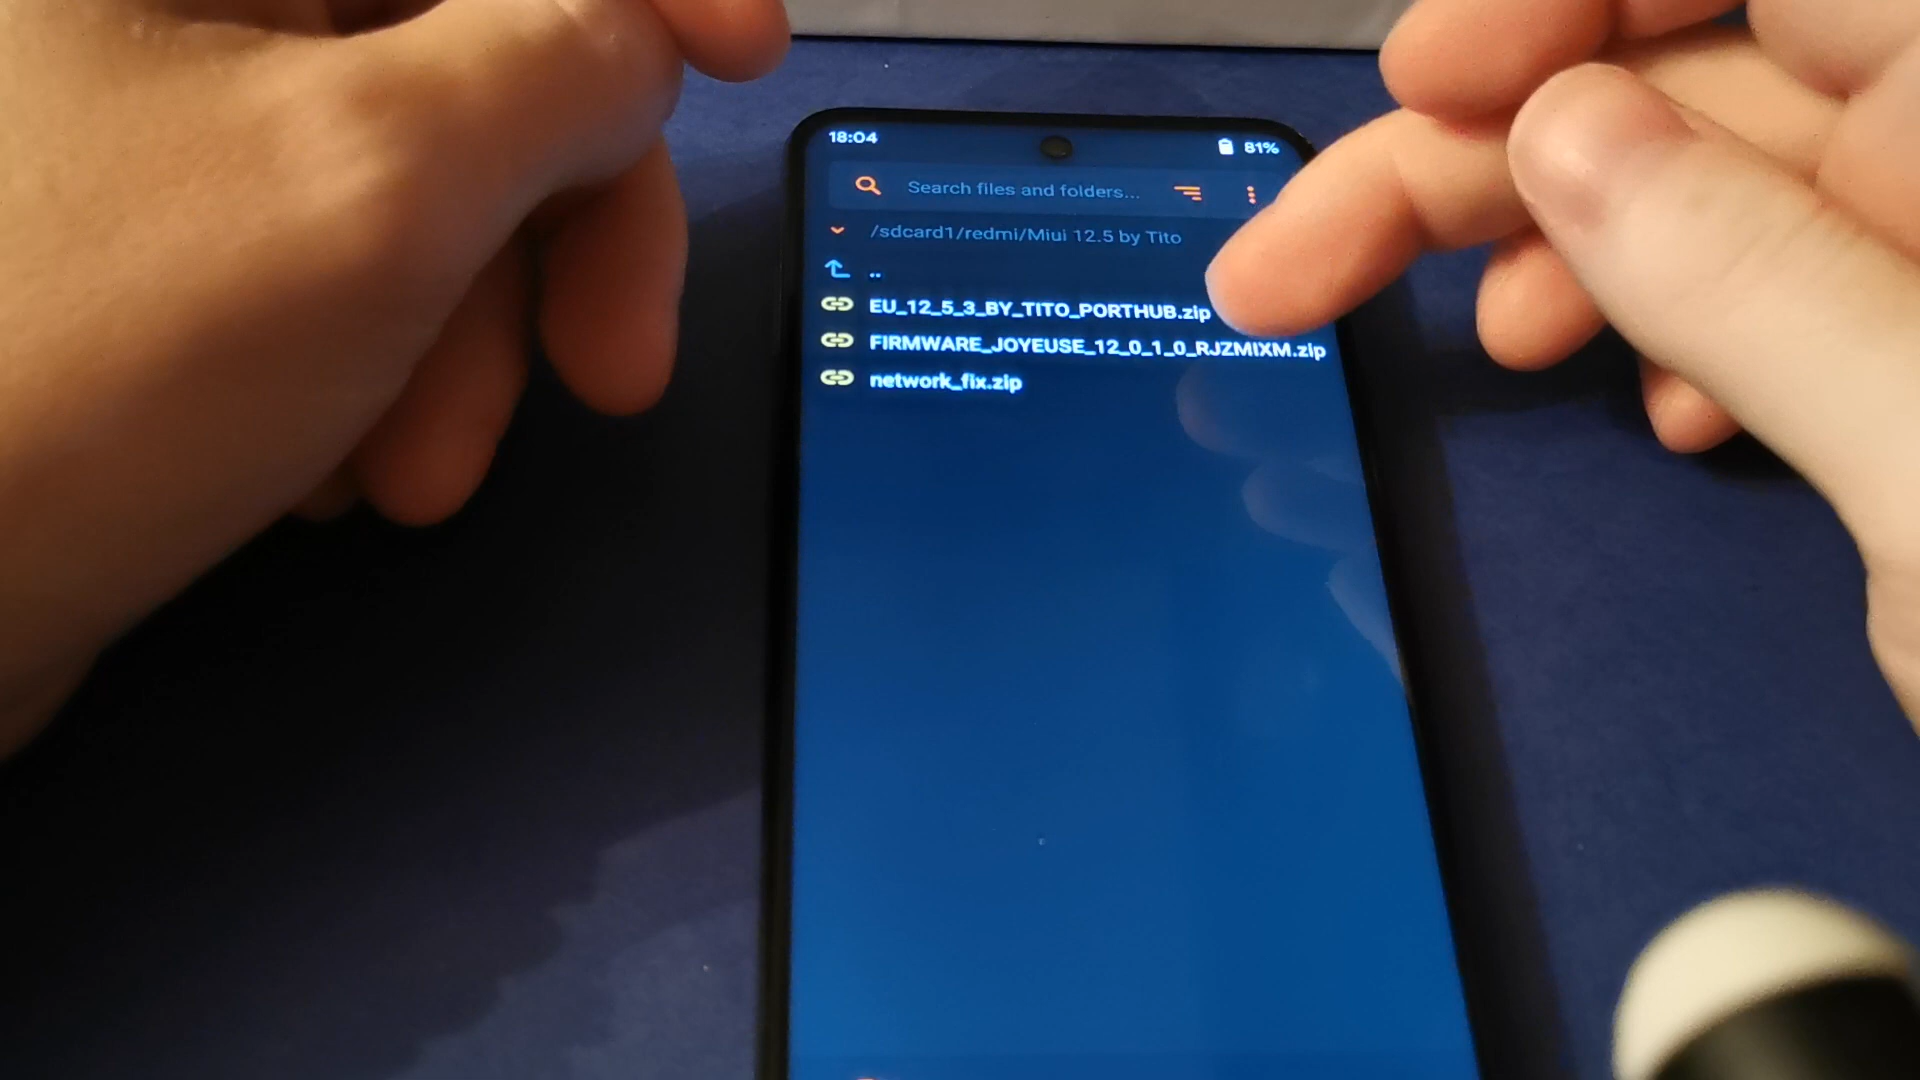 18:04 81%
Search files and folders...
/sdcard1/redmi/Miui 12.5 by Tito
..
EU_12_5_3_BY_TITO_PORTHUB.zip
FIRMWARE_JOYEUSE_12_0_1_0_RJZMIXM.zip
network_fix.zip